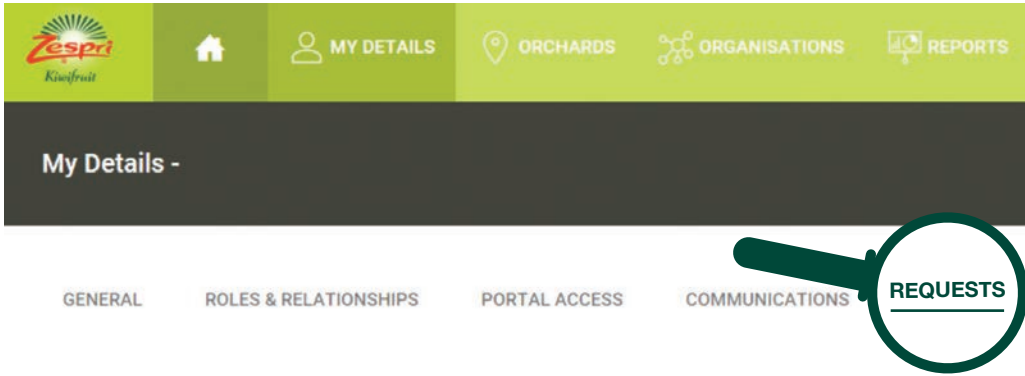 Zespri
Kiwifruit
MY DETAILS
ORCHARDS
ORGANISATIONS
REPORTS
My Details -
GENERAL
ROLES & RELATIONSHIPS
PORTAL ACCESS
COMMUNICATIONS
REQUESTS